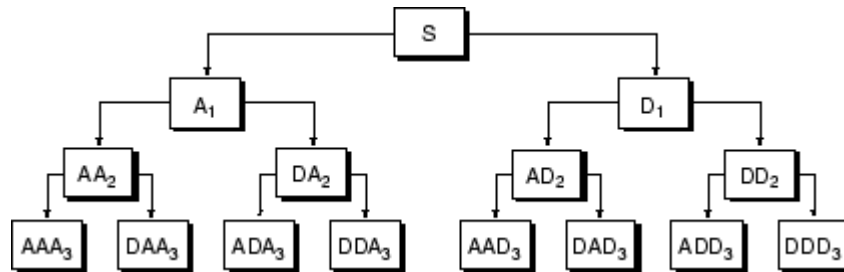 S
A₁ D₁
AA₂ DA₂ AD₂ DD₂
AAA₃ DAA₃ ADA₃ DDA₃ AAD₃ DAD₃ ADD₃ DDD₃